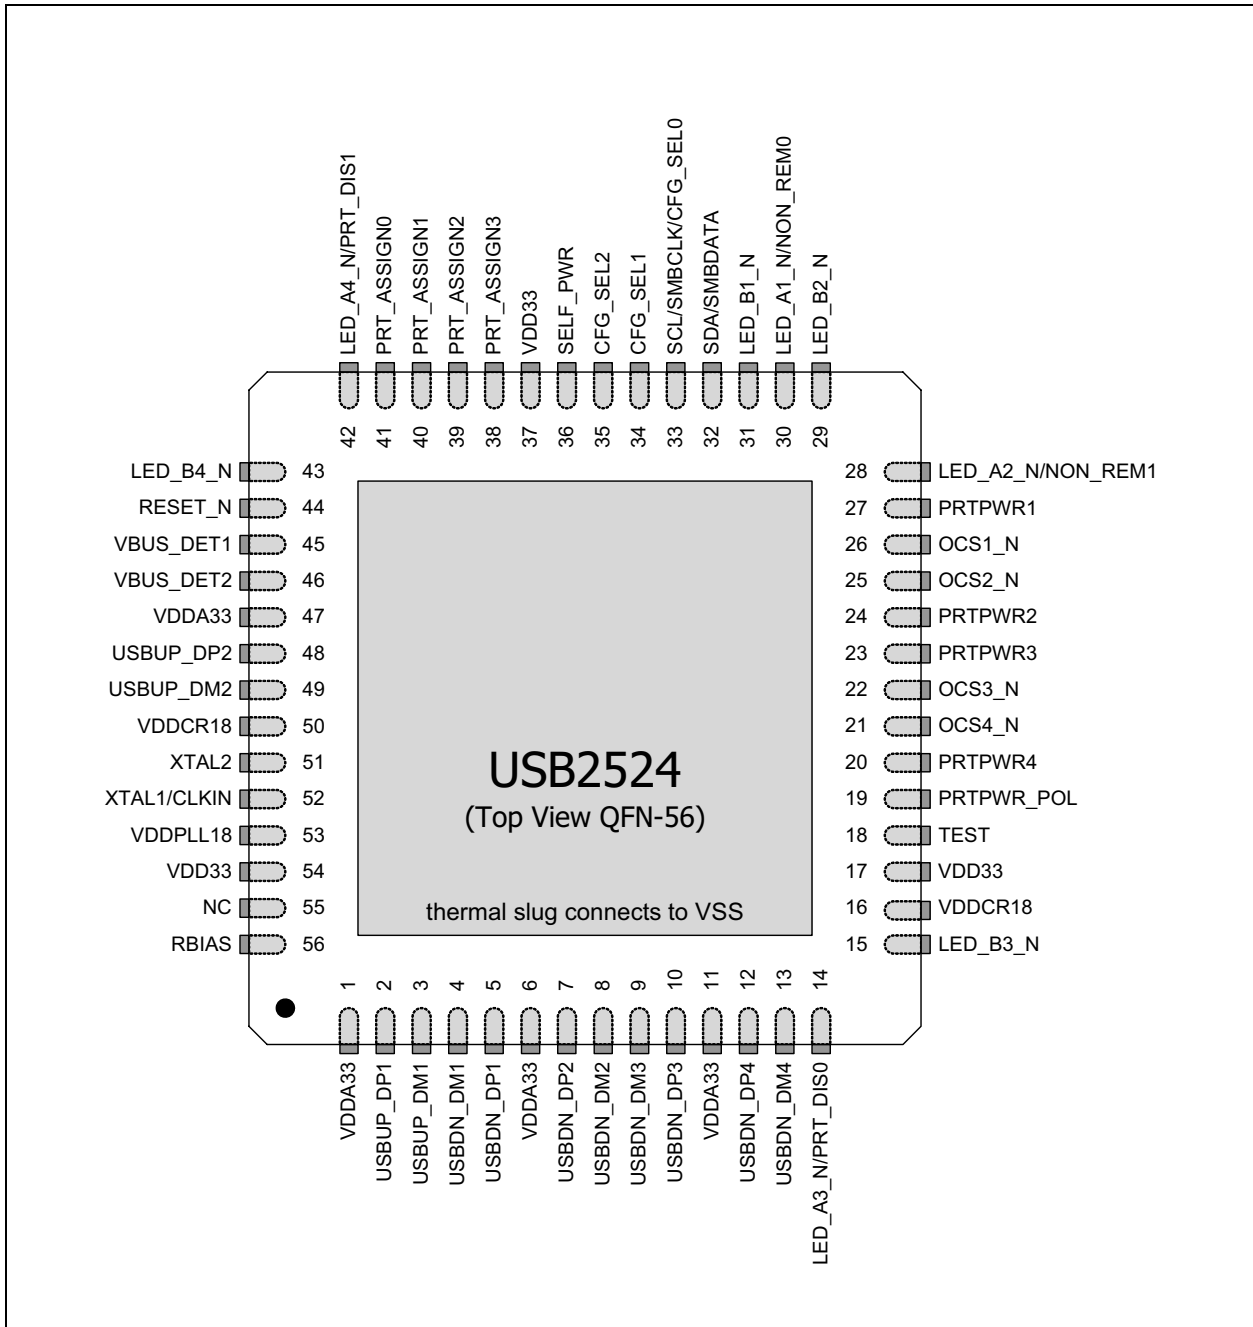 LED_A4_N/PRT_DIS1
PRT_ASSIGN0
PRT_ASSIGN1
PRT_ASSIGN2
PRT_ASSIGN3
VDD33
SELF_PWR
CFG_SEL2
CFG_SEL1
SCL/SMBCLK/CFG_SEL0
SDA/SMBDATA
LED_B1_N
LED_A1_N/NON_REM0
LED_B2_N
42
41
40
39
38
37
36
35
34
33
32
31
30
29
LED_B4_N 43
RESET_N 44
VBUS_DET1 45
VBUS_DET2 46
VDDA33 47
USBUP_DP2 48
USBUP_DM2 49
VDDCR18 50
XTAL2 51
XTAL1/CLKIN 52
VDDPLL18 53
VDD33 54
NC 55
RBIAS 56
28 LED_A2_N/NON_REM1
27 PRTPWR1
26 OCS1_N
25 OCS2_N
24 PRTPWR2
23 PRTPWR3
22 OCS3_N
21 OCS4_N
20 PRTPWR4
19 PRTPWR_POL
18 TEST
17 VDD33
16 VDDCR18
15 LED_B3_N
USB2524
(Top View QFN-56)
thermal slug connects to VSS
1
2
3
4
5
6
7
8
9
10
11
12
13
14
VDDA33
USBUP_DP1
USBUP_DM1
USBDN_DM1
USBDN_DP1
VDDA33
USBDN_DP2
USBDN_DM2
USBDN_DM3
USBDN_DP3
VDDA33
USBDN_DP4
USBDN_DM4
LED_A3_N/PRT_DIS0